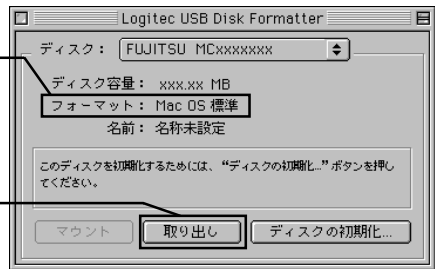 Logitec USB Disk Formatter
ディスク： FUJITSU MCxxxxxxx
ディスク容量： xxx.xx MB
フォーマット： Mac OS 標準
名前： 名称未設定
このディスクを初期化するためには、“ディスクの初期化...”ボタンを押し
てください。
マウント 取り出し ディスクの初期化...